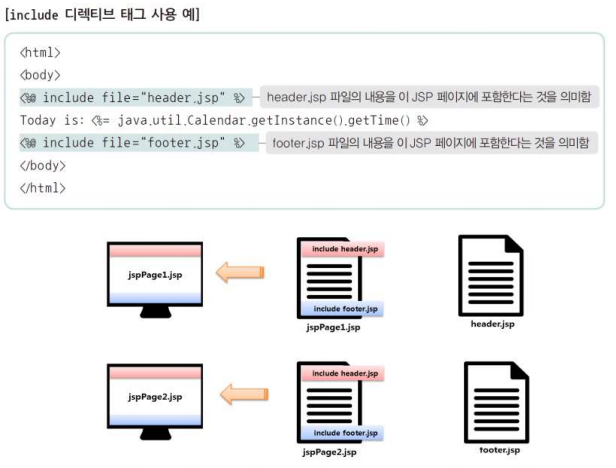 [include 디렉티브 태그 사용 예]
<html>
<body>
<%@ include file="header.jsp" %> header.jsp 파일의 내용을 이 JSP 페이지에 포함한다는 것을 의미함
Today is: <%= java.util.Calendar.getInstance().getTime() %>
<%@ include file="footer.jsp" %> footer.jsp 파일의 내용을 이 JSP 페이지에 포함한다는 것을 의미함
</body>
</html>
jspPage1.jsp
include header.jsp
include footer.jsp
jspPage1.jsp
header.jsp
jspPage2.jsp
include header.jsp
include footer.jsp
jspPage2.jsp
footer.jsp